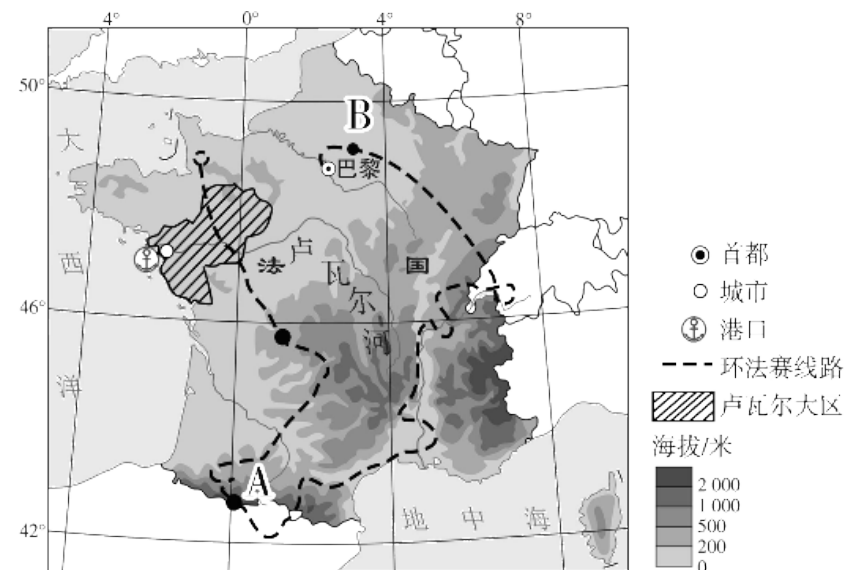 4° 0° 4° 8°
50°
B
大
巴黎
西
卢
法 国
瓦
尔
46°
河
洋
A
42°
地 中 海
首都
城市
港口
环法赛线路
卢瓦尔大区
海拔/米
2 000
1 000
500
200
0